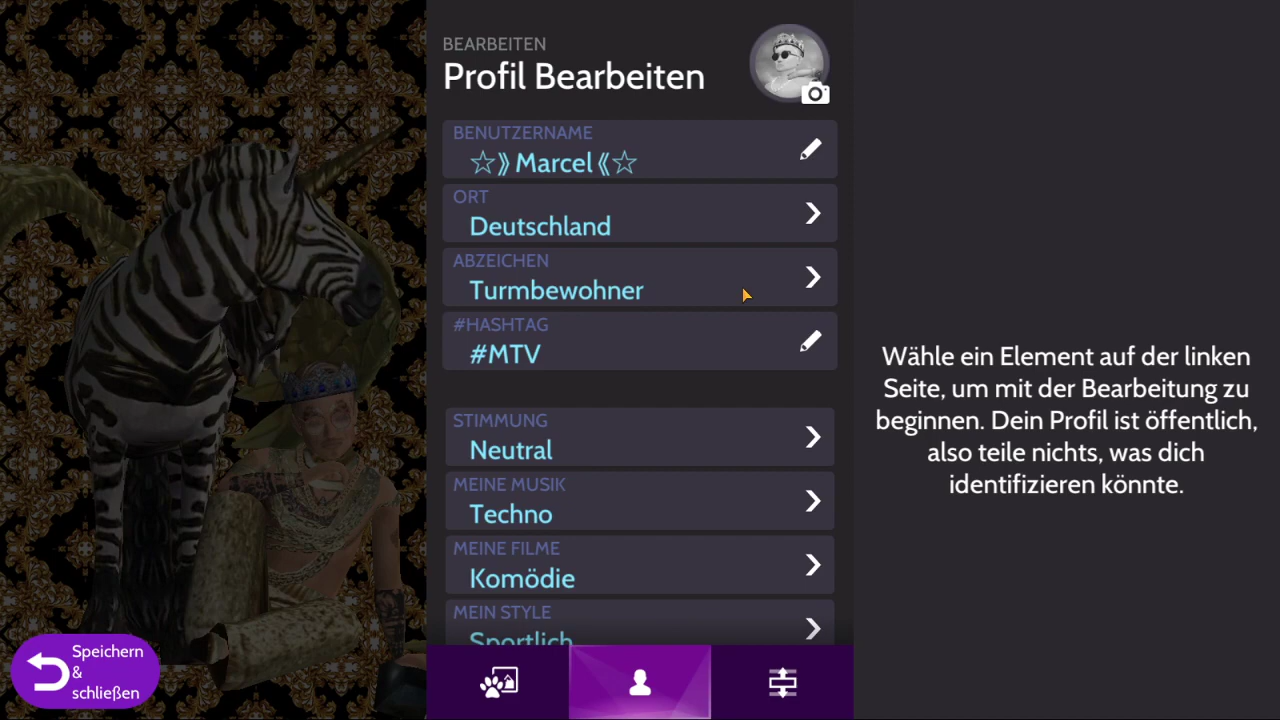 BEARBEITEN
Profil Bearbeiten
BENUTZERNAME
☆》Marcel《☆
ORT
Deutschland
ABZEICHEN
Turmbewohner
#HASHTAG
#MTV
STIMMUNG
Neutral
MEINE MUSIK
Techno
MEINE FILME
Komödie
MEIN STYLE
Sportlich
Wähle ein Element auf der linken
Seite, um mit der Bearbeitung zu
beginnen. Dein Profil ist öffentlich,
also teile nichts, was dich
identifizieren könnte.
Speichern
&
schließen